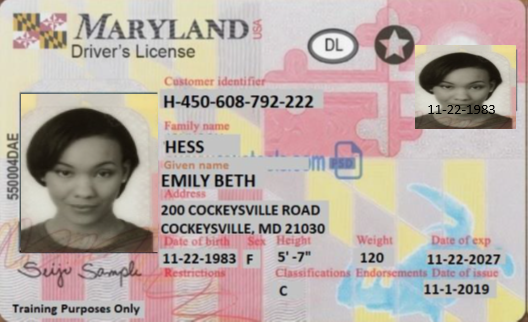 MARYLAND USA
Driver's License
DL
11-22-1983
Customer identifier
H-450-608-792-222
Family name
HESS
Given name
EMILY BETH
Address
200 COCKEYSVILLE ROAD
COCKEYSVILLE, MD 21030
Date of birth Sex Height Weight Date of exp
11-22-1983 F 5' -7" 120 11-22-2027
Restrictions Classifications Endorsements Date of issue
C 11-1-2019
550004DAE
Seiji Sample
Training Purposes Only
PSD